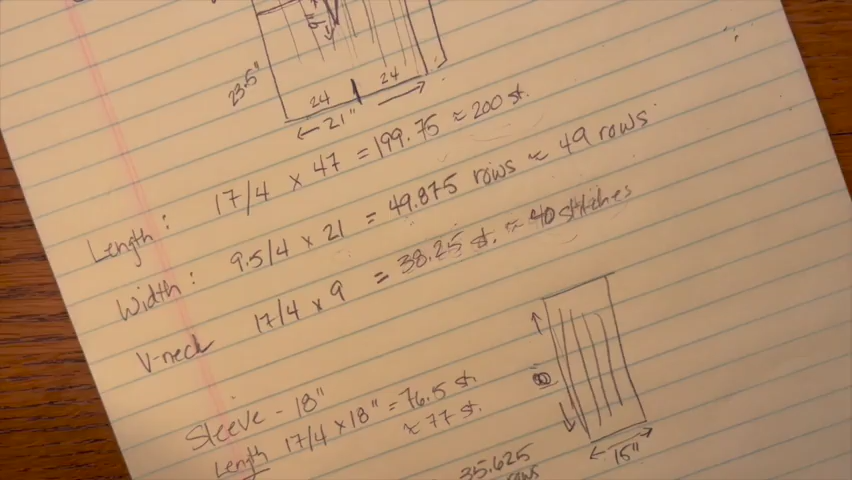 23.5"
24 24
← 21" →
Length: 17/4 × 47 = 199.75 ≈ 200 st.
Width: 9.5/4 × 21 = 49.875 rows ≈ 49 rows
V-neck 17/4 × 9 = 38.25 st. ≈ 40 stitches
Sleeve - 18"
Length 17/4 × 18" = 76.5 st.
≈ 77 st.
15"
35.625
rows